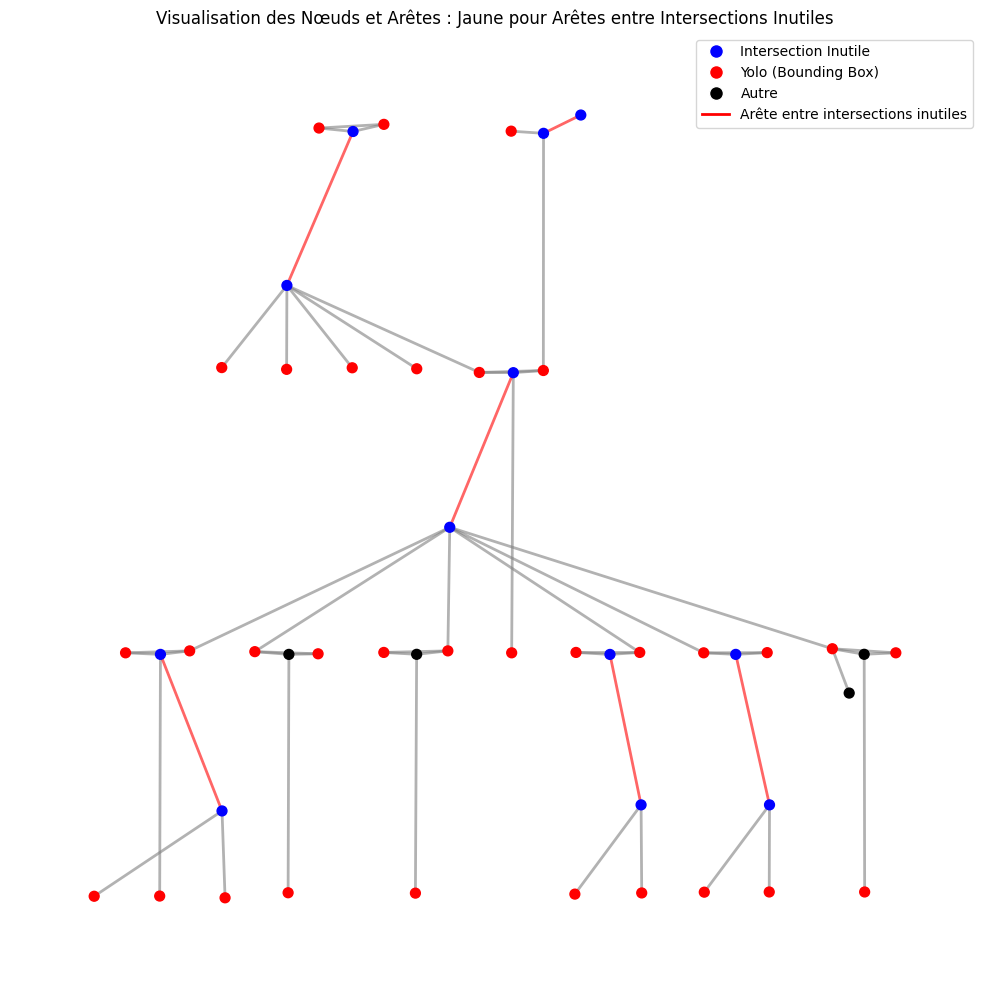 Visualisation des Nœuds et Arêtes : Jaune pour Arêtes entre Intersections Inutiles
Intersection Inutile
Yolo (Bounding Box)
Autre
Arête entre intersections inutiles